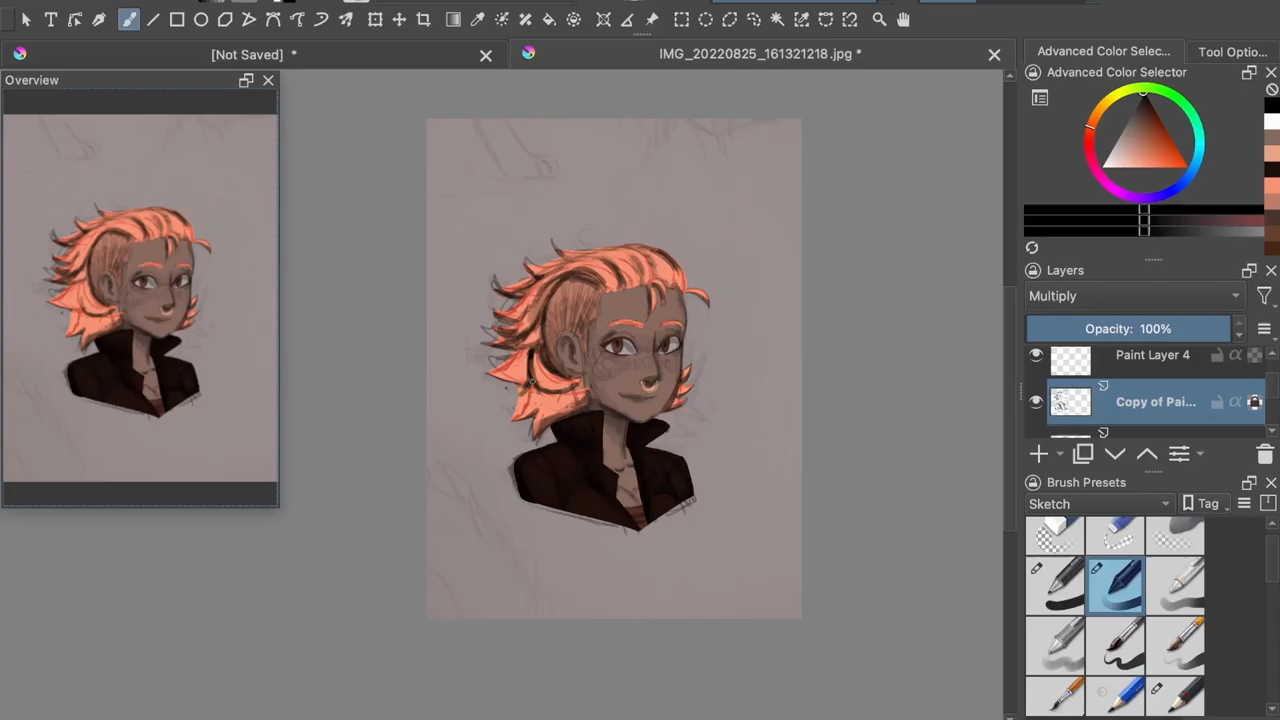 [Not Saved] *
IMG_20220825_161321218.jpg *
Advanced Color Selec...
Tool Optio...
Overview
Advanced Color Selector
Layers
Multiply
Opacity: 100%
Paint Layer 4
Copy of Pai...
Brush Presets
Sketch
Tag